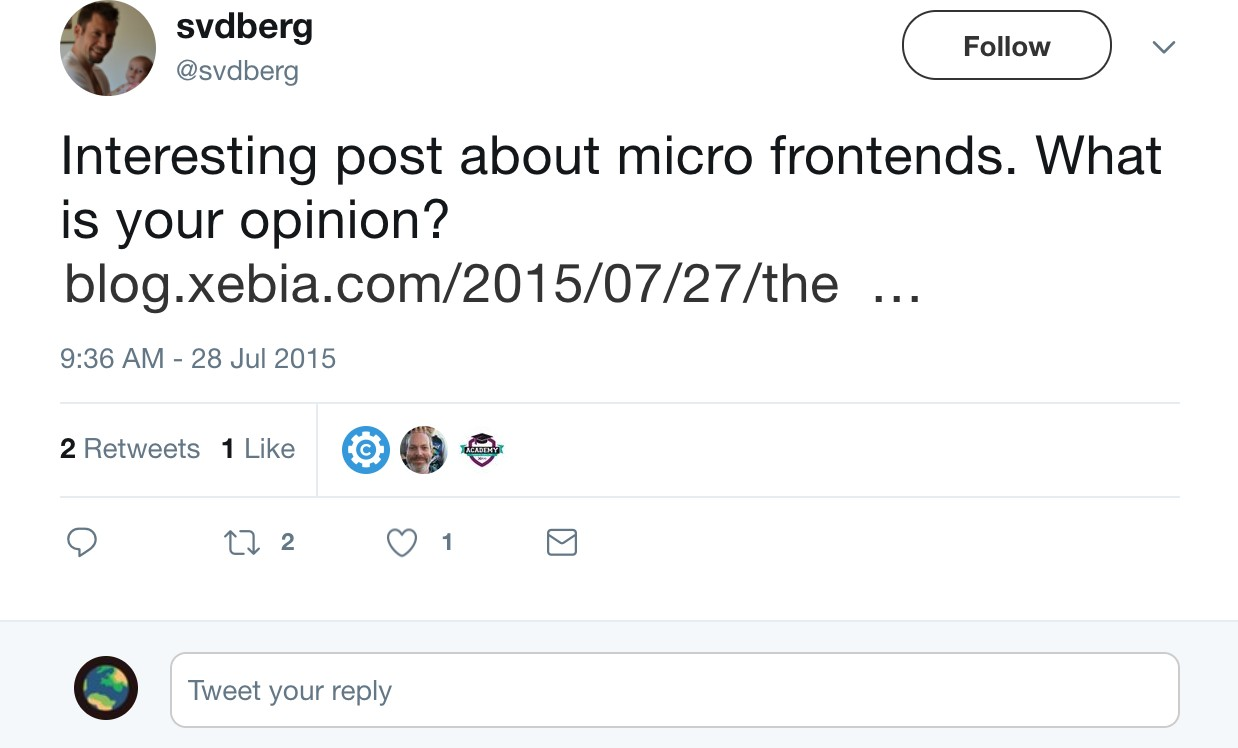 svdberg
@svdberg
Follow
Interesting post about micro frontends. What
is your opinion?
blog.xebia.com/2015/07/27/the …
9:36 AM - 28 Jul 2015
2 Retweets 1 Like
C
ACADEMY
2
1
Tweet your reply